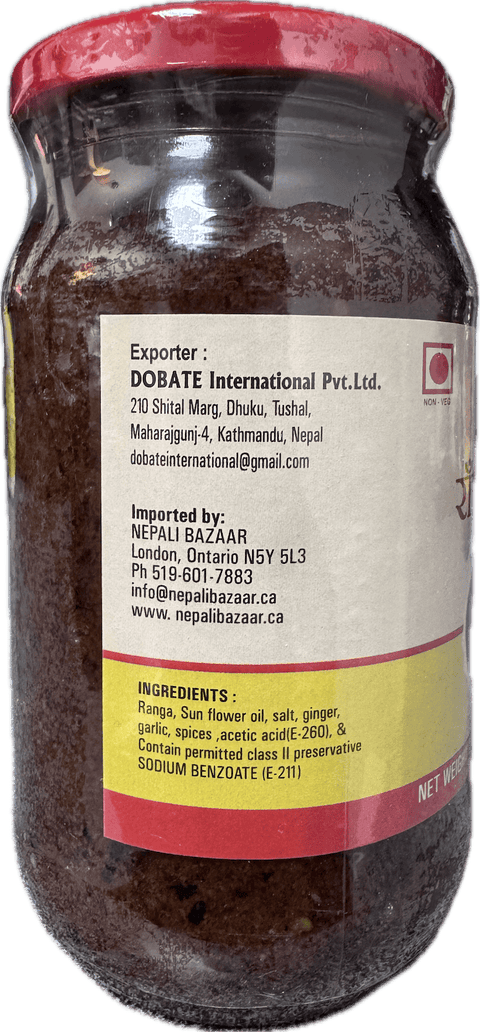 Exporter :
DOBATE International Pvt.Ltd.
210 Shital Marg, Dhuku, Tushal,
Maharajgunj-4, Kathmandu, Nepal
dobateinternational@gmail.com
NON - VEG
Imported by:
NEPALI BAZAAR
London, Ontario N5Y 5L3
Ph 519-601-7883
info@nepalibazaar.ca
www. nepalibazaar.ca
INGREDIENTS :
Ranga, Sun flower oil, salt, ginger,
garlic, spices ,acetic acid(E-260), &
Contain permitted class II preservative
SODIUM BENZOATE (E-211)
NET